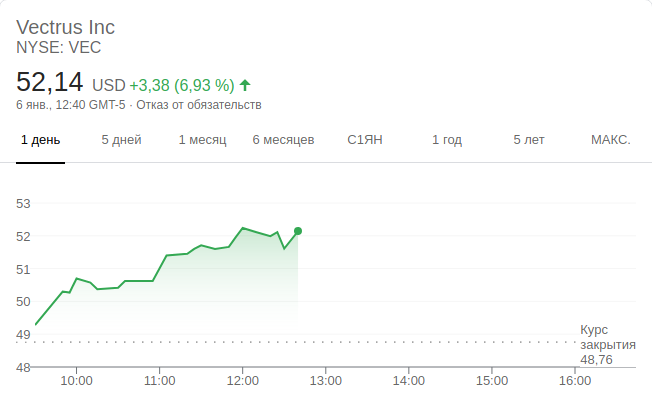 Vectrus Inc
NYSE: VEC
52,14 USD +3,38 (6,93 %)
6 янв., 12:40 GMT-5 · Отказ от обязательств
1 день 5 дней 1 месяц 6 месяцев С1ЯН 1 год 5 лет МАКС.
53
52
51
50
49
48
Курс
закрытия
48,76
10:00 11:00 12:00 13:00 14:00 15:00 16:00